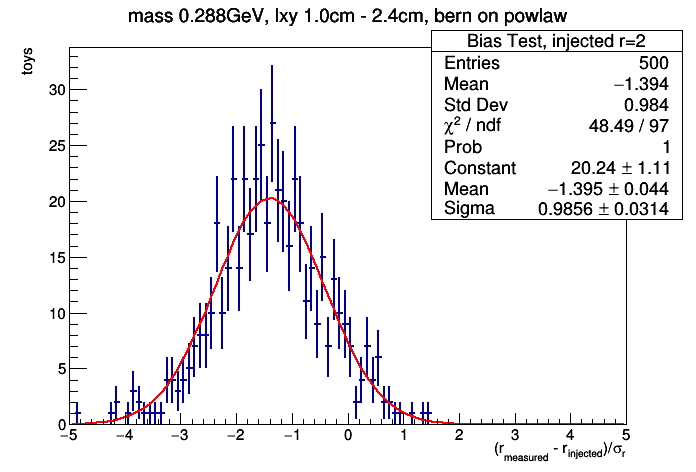 mass 0.288GeV, lxy 1.0cm - 2.4cm, bern on powlaw
toys
Bias Test, injected r=2
Entries 500
Mean −1.394
Std Dev 0.984
χ² / ndf 48.49 / 97
Prob 1
Constant 20.24 ± 1.11
Mean −1.395 ± 0.044
Sigma 0.9856 ± 0.0314
30
25
20
15
10
5
0
−5 −4 −3 −2 −1 0 1 2 3 4 5
(r_measured - r_injected)/σ_r